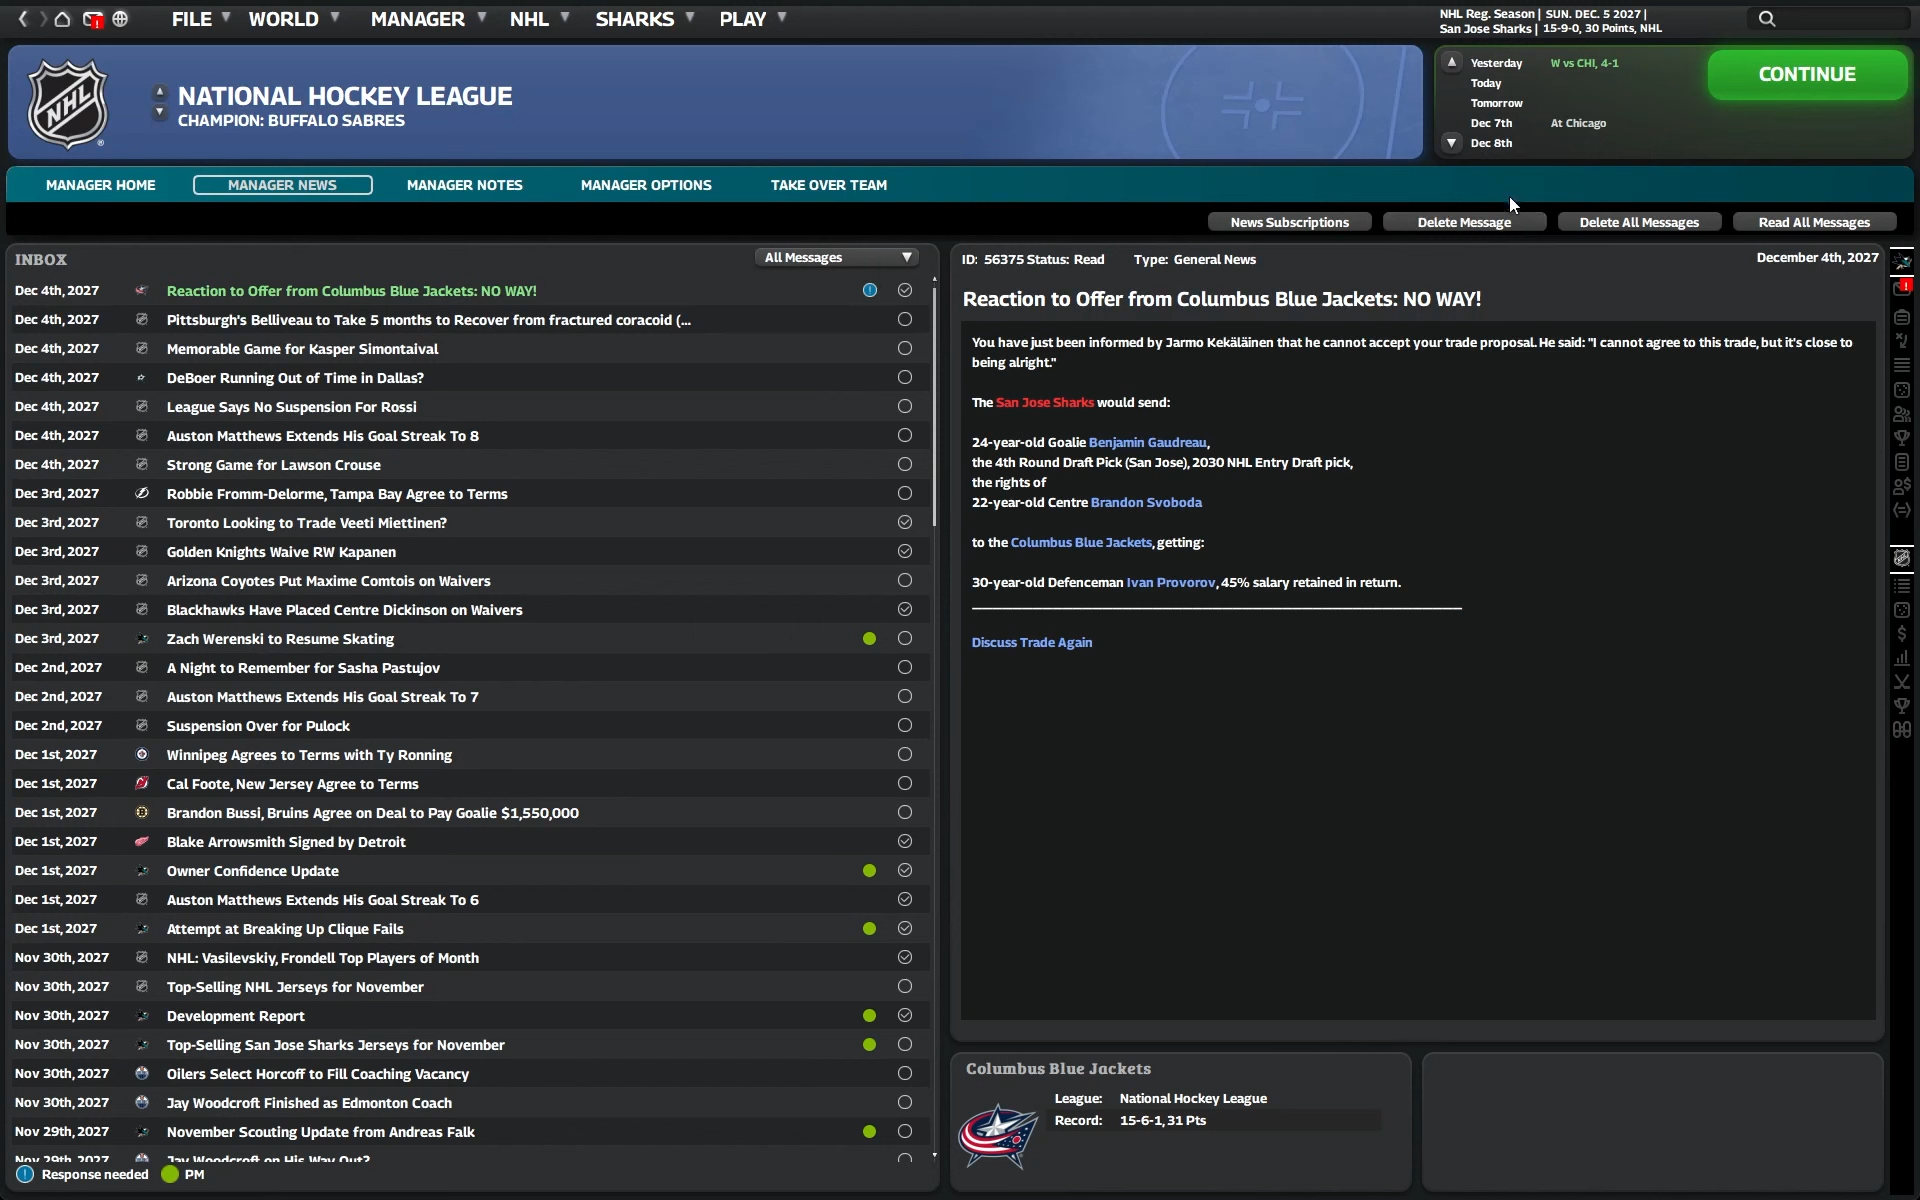 FILE WORLD MANAGER NHL SHARKS PLAY
NHL Reg. Season | SUN. DEC. 5 2027 |
San Jose Sharks | 15-9-0, 30 Points, NHL
NHL
NATIONAL HOCKEY LEAGUE
CHAMPION: BUFFALO SABRES
Yesterday W vs CHI, 4-1
Today
Tomorrow
Dec 7th At Chicago
Dec 8th
CONTINUE
MANAGER HOME MANAGER NEWS MANAGER NOTES MANAGER OPTIONS TAKE OVER TEAM
News Subscriptions Delete Message Delete All Messages Read All Messages
INBOX All Messages
Dec 4th, 2027 Reaction to Offer from Columbus Blue Jackets: NO WAY!
Dec 4th, 2027 Pittsburgh's Belliveau to Take 5 months to Recover from fractured coracoid (...
Dec 4th, 2027 Memorable Game for Kasper Simontaival
Dec 4th, 2027 DeBoer Running Out of Time in Dallas?
Dec 4th, 2027 League Says No Suspension For Rossi
Dec 4th, 2027 Auston Matthews Extends His Goal Streak To 8
Dec 4th, 2027 Strong Game for Lawson Crouse
Dec 3rd, 2027 Robbie Fromm-Delorme, Tampa Bay Agree to Terms
Dec 3rd, 2027 Toronto Looking to Trade Veeti Miettinen?
Dec 3rd, 2027 Golden Knights Waive RW Kapanen
Dec 3rd, 2027 Arizona Coyotes Put Maxime Comtois on Waivers
Dec 3rd, 2027 Blackhawks Have Placed Centre Dickinson on Waivers
Dec 3rd, 2027 Zach Werenski to Resume Skating
Dec 2nd, 2027 A Night to Remember for Sasha Pastujov
Dec 2nd, 2027 Auston Matthews Extends His Goal Streak To 7
Dec 2nd, 2027 Suspension Over for Pulock
Dec 1st, 2027 Winnipeg Agrees to Terms with Ty Ronning
Dec 1st, 2027 Cal Foote, New Jersey Agree to Terms
Dec 1st, 2027 Brandon Bussi, Bruins Agree on Deal to Pay Goalie $1,550,000
Dec 1st, 2027 Blake Arrowsmith Signed by Detroit
Dec 1st, 2027 Owner Confidence Update
Dec 1st, 2027 Auston Matthews Extends His Goal Streak To 6
Dec 1st, 2027 Attempt at Breaking Up Clique Fails
Nov 30th, 2027 NHL: Vasilevskiy, Frondell Top Players of Month
Nov 30th, 2027 Top-Selling NHL Jerseys for November
Nov 30th, 2027 Development Report
Nov 30th, 2027 Top-Selling San Jose Sharks Jerseys for November
Nov 30th, 2027 Oilers Select Horcoff to Fill Coaching Vacancy
Nov 30th, 2027 Jay Woodcroft Finished as Edmonton Coach
Nov 29th, 2027 November Scouting Update from Andreas Falk
Nov 29th, 2027 Jay Woodcroft on His Way Out?
Response needed PM
ID: 56375 Status: Read Type: General News December 4th, 2027
Reaction to Offer from Columbus Blue Jackets: NO WAY!
You have just been informed by Jarmo Kekäläinen that he cannot accept your trade proposal. He said: "I cannot agree to this trade, but it's close to
being alright."
The San Jose Sharks would send:
24-year-old Goalie Benjamin Gaudreau,
the 4th Round Draft Pick (San Jose), 2030 NHL Entry Draft pick,
the rights of
22-year-old Centre Brandon Svoboda
to the Columbus Blue Jackets, getting:
30-year-old Defenceman Ivan Provorov, 45% salary retained in return.
Discuss Trade Again
Columbus Blue Jackets
League: National Hockey League
Record: 15-6-1, 31 Pts